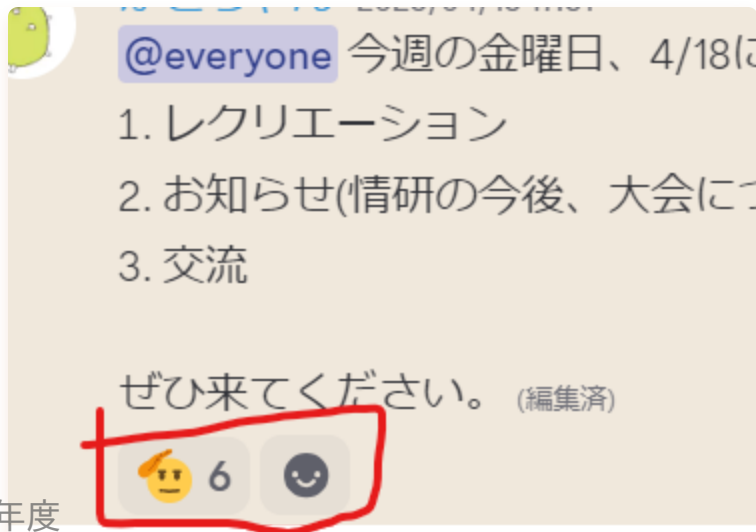 @everyone 今週の金曜日、4/18に
1. レクリエーション
2. お知らせ(情研の今後、大会につ
3. 交流
ぜひ来てください。 (編集済)
6
年度